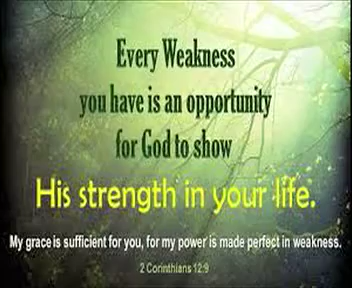 Every Weakness
you have is an opportunity
for God to show
His strength in your life.
My grace is sufficient for you, for my power is made perfect in weakness.
2 Corinthians 12:9